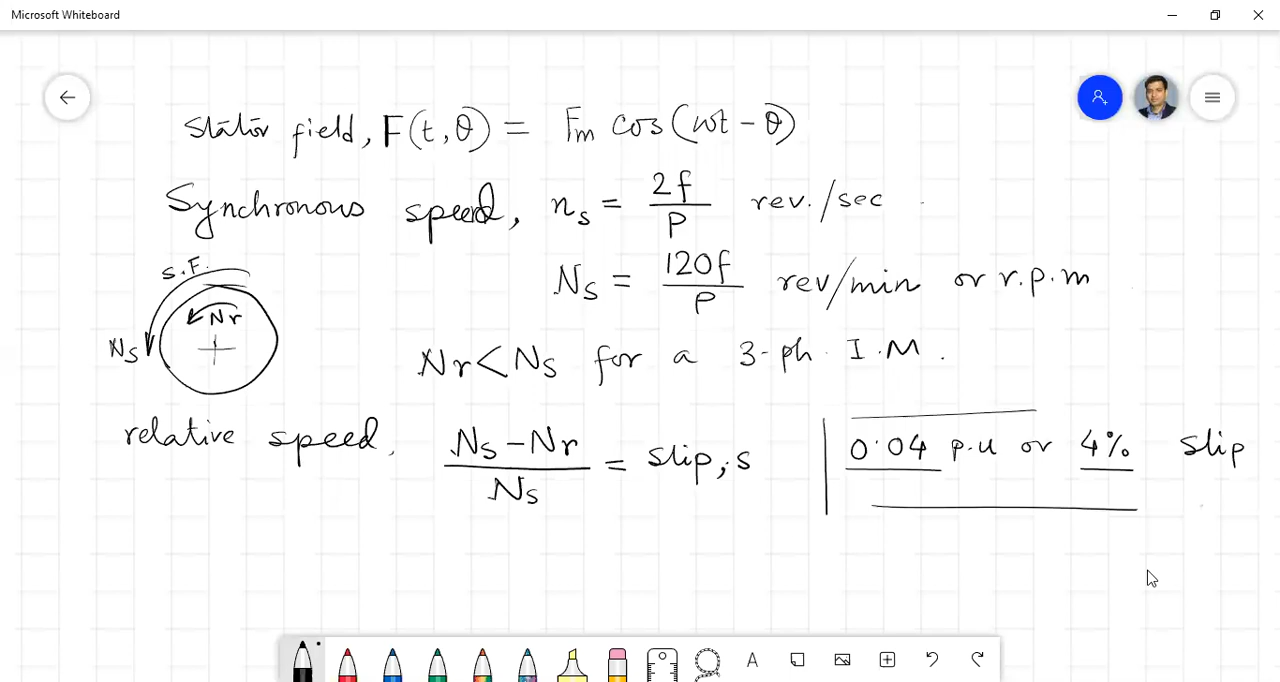 Microsoft Whiteboard
Stator field, F(t, θ) = Fm cos(ωt - θ)
Synchronous speed, ns = 2f/P rev./sec
S.F.
Ns = 120f/P rev/min or r.p.m
Nr
Ns
Nr < Ns for a 3-ph. I.M.
relative speed, (Ns - Nr)/Ns = slip, s
0.04 p.u or 4% slip
A